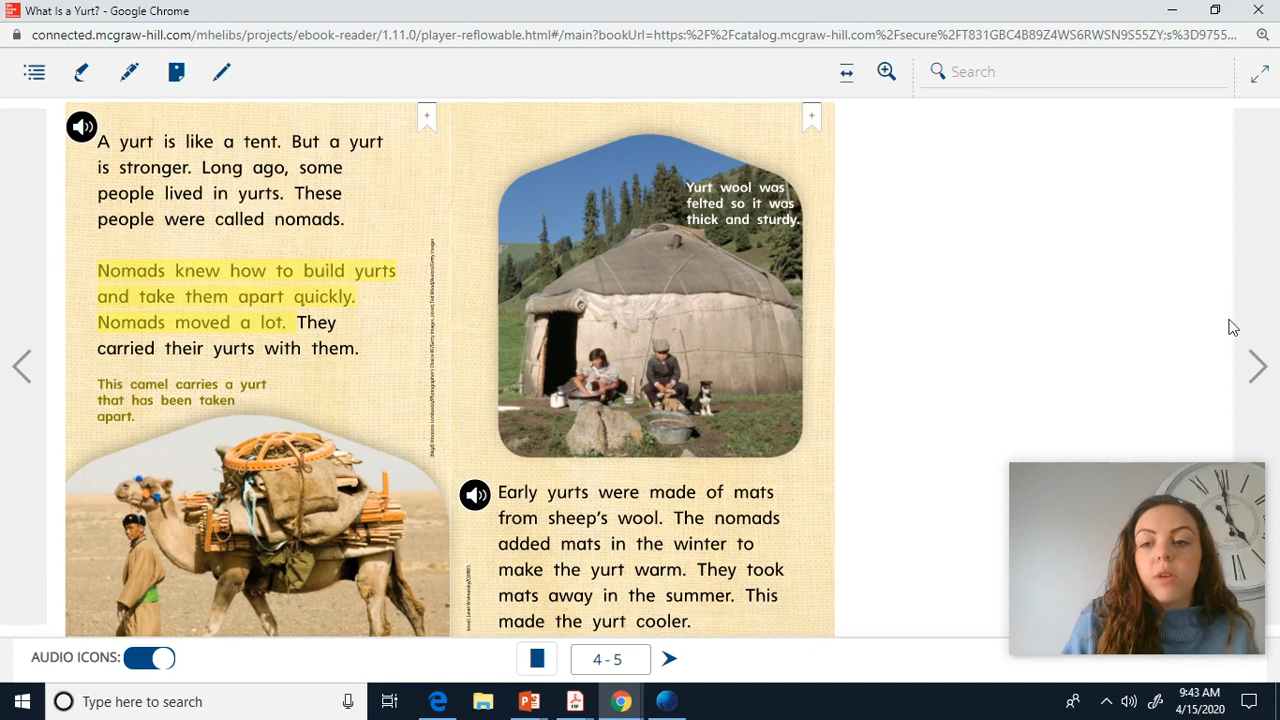 What Is a Yurt? - Google Chrome
connected.mcgraw-hill.com/mhelibs/projects/ebook-reader/1.11.0/player-reflowable.html#/main?bookUrl=https:%2F%2Fcatalog.mcgraw-hill.com%2Fsecure%2FT831GBC4B89Z4WS6RWSN9S55ZY;s%3D9755...
Search
A yurt is like a tent. But a yurt
is stronger. Long ago, some
people lived in yurts. These
people were called nomads.
Nomads knew how to build yurts
and take them apart quickly.
Nomads moved a lot. They
carried their yurts with them.
This camel carries a yurt
that has been taken
apart.
Yurt wool was
felted so it was
thick and sturdy.
Early yurts were made of mats
from sheep's wool. The nomads
added mats in the winter to
make the yurt warm. They took
mats away in the summer. This
made the yurt cooler.
AUDIO ICONS:
4 - 5
Type here to search
9:43 AM
4/15/2020